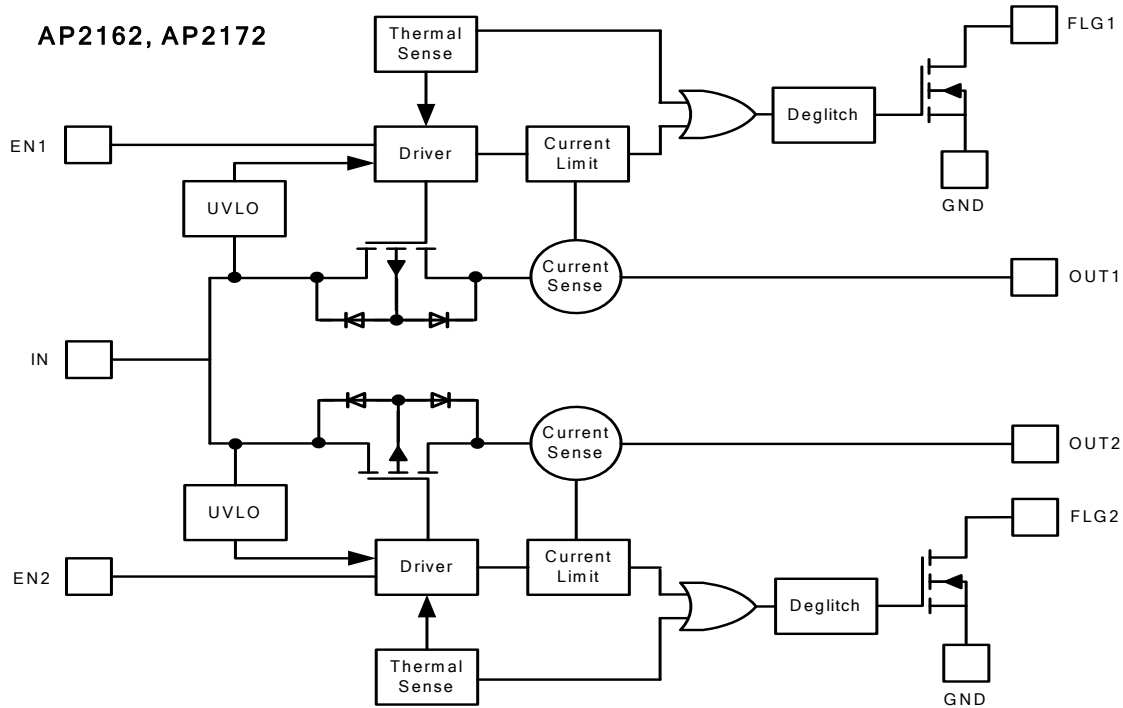 AP2162, AP2172
Thermal
Sense
FLG1
Deglitch
EN1
Driver
Current
Limit
GND
UVLO
Current
Sense
OUT1
IN
Current
Sense
OUT2
UVLO
FLG2
EN2
Driver
Current
Limit
Deglitch
Thermal
Sense
GND